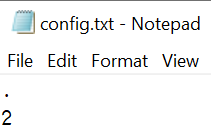 config.txt - Notepad
File Edit Format View
.
2